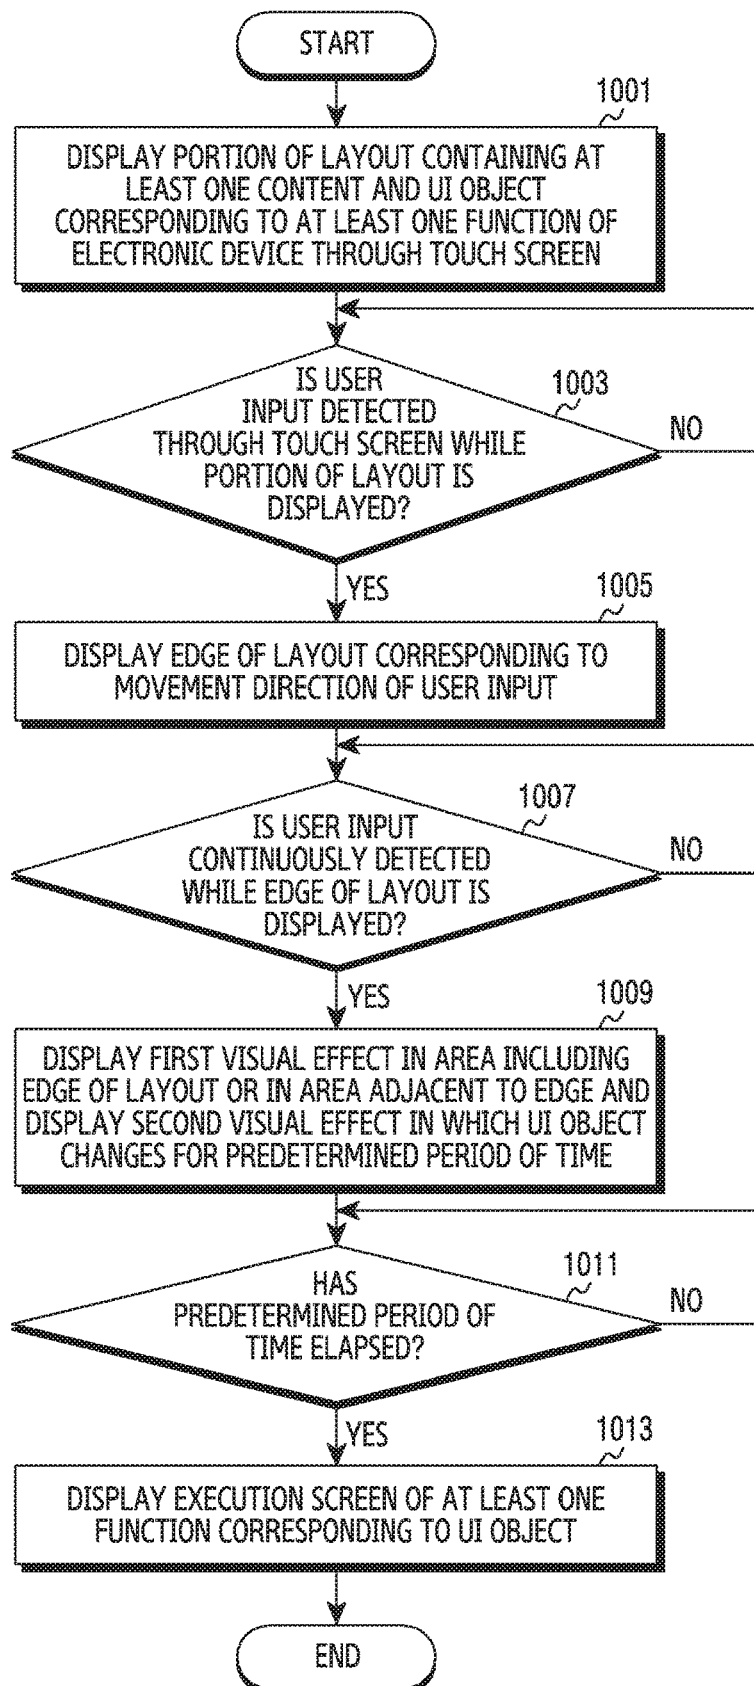 START
1001
DISPLAY PORTION OF LAYOUT CONTAINING AT
LEAST ONE CONTENT AND UI OBJECT
CORRESPONDING TO AT LEAST ONE FUNCTION OF
ELECTRONIC DEVICE THROUGH TOUCH SCREEN
IS USER
INPUT DETECTED
THROUGH TOUCH SCREEN WHILE
PORTION OF LAYOUT IS
DISPLAYED?
1003
NO
YES
1005
DISPLAY EDGE OF LAYOUT CORRESPONDING TO
MOVEMENT DIRECTION OF USER INPUT
1007
IS USER INPUT
CONTINUOUSLY DETECTED
WHILE EDGE OF LAYOUT IS
DISPLAYED?
NO
YES
1009
DISPLAY FIRST VISUAL EFFECT IN AREA INCLUDING
EDGE OF LAYOUT OR IN AREA ADJACENT TO EDGE AND
DISPLAY SECOND VISUAL EFFECT IN WHICH UI OBJECT
CHANGES FOR PREDETERMINED PERIOD OF TIME
1011
HAS
PREDETERMINED PERIOD OF
TIME ELAPSED?
NO
YES
1013
DISPLAY EXECUTION SCREEN OF AT LEAST ONE
FUNCTION CORRESPONDING TO UI OBJECT
END